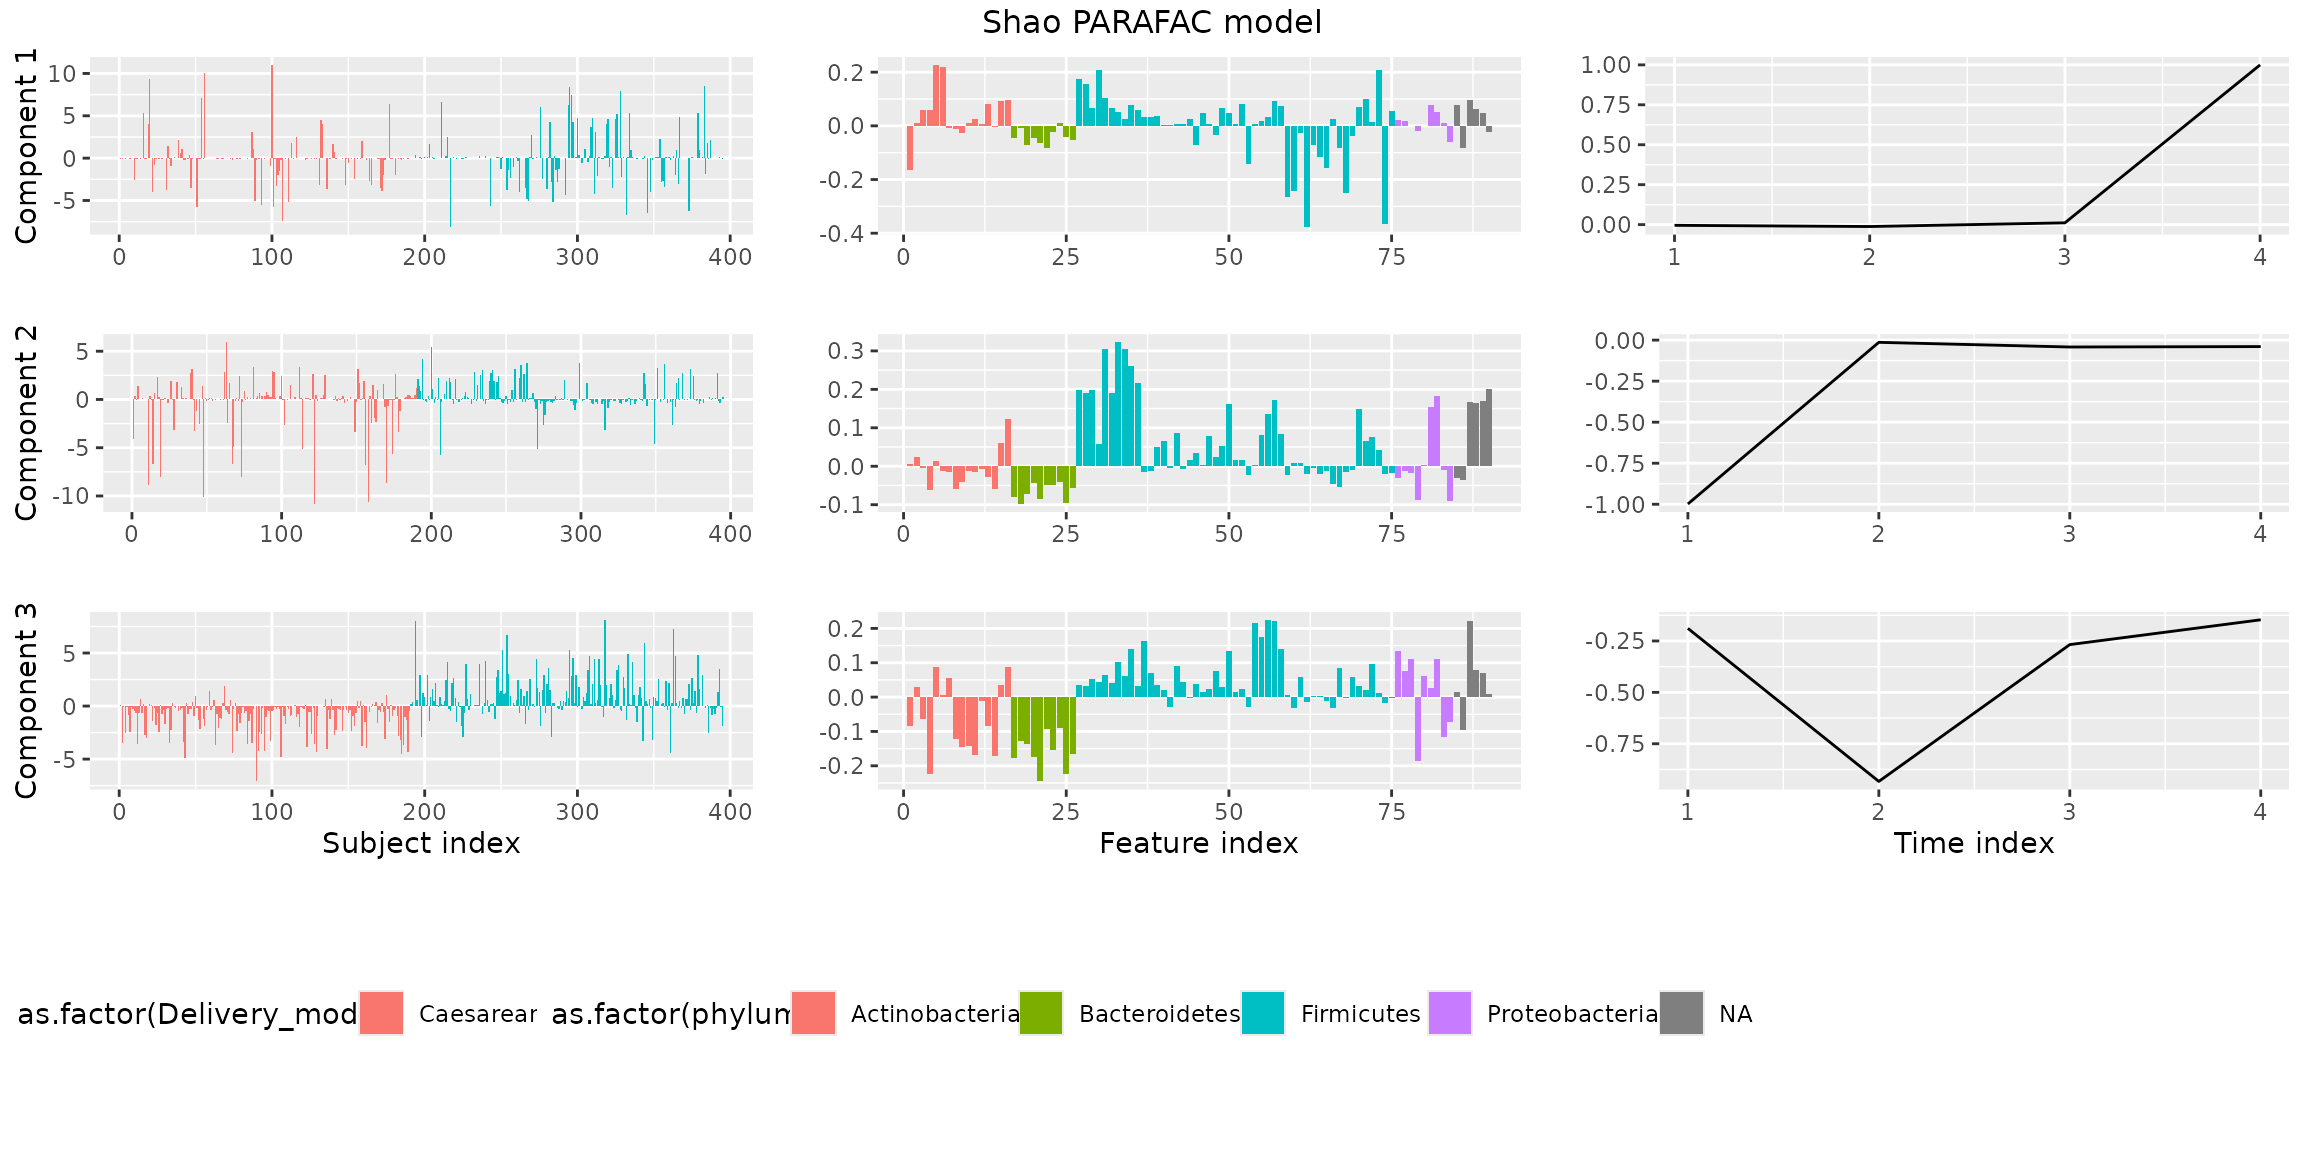 Shao PARAFAC model
Component 1
10
5
0
-5
0 100 200 300 400
0.2
0.0
-0.2
-0.4
0 25 50 75
1.00
0.75
0.50
0.25
0.00
1 2 3 4
Component 2
5
0
-5
-10
0 100 200 300 400
0.3
0.2
0.1
0.0
-0.1
0 25 50 75
0.00
-0.25
-0.50
-0.75
-1.00
1 2 3 4
Component 3
5
0
-5
0 100 200 300 400
Subject index
0.2
0.1
0.0
-0.1
-0.2
0 25 50 75
Feature index
-0.25
-0.50
-0.75
1 2 3 4
Time index
as.factor(Delivery_mod Caesarear as.factor(phylum Actinobacteria Bacteroidetes Firmicutes Proteobacteria NA